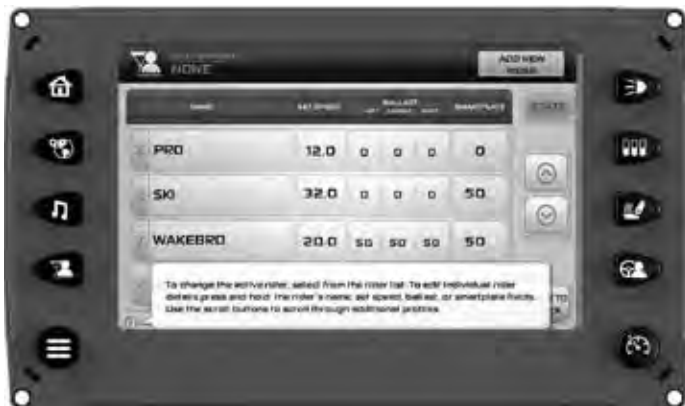 NONE
ADD NEW
RIDER
NAME SET SPEED BALLAST SMARTPLATE
PRO 12.0 0 0 0 0
SKI 32.0 0 0 0 50
WAKEBRO 20.0 50 50 50 50
To change the active rider, select from the rider list. To edit individual rider
details press and hold the rider's name, set speed, ballast, or smartplate fields.
Use the scroll buttons to scroll through additional profiles.
TO